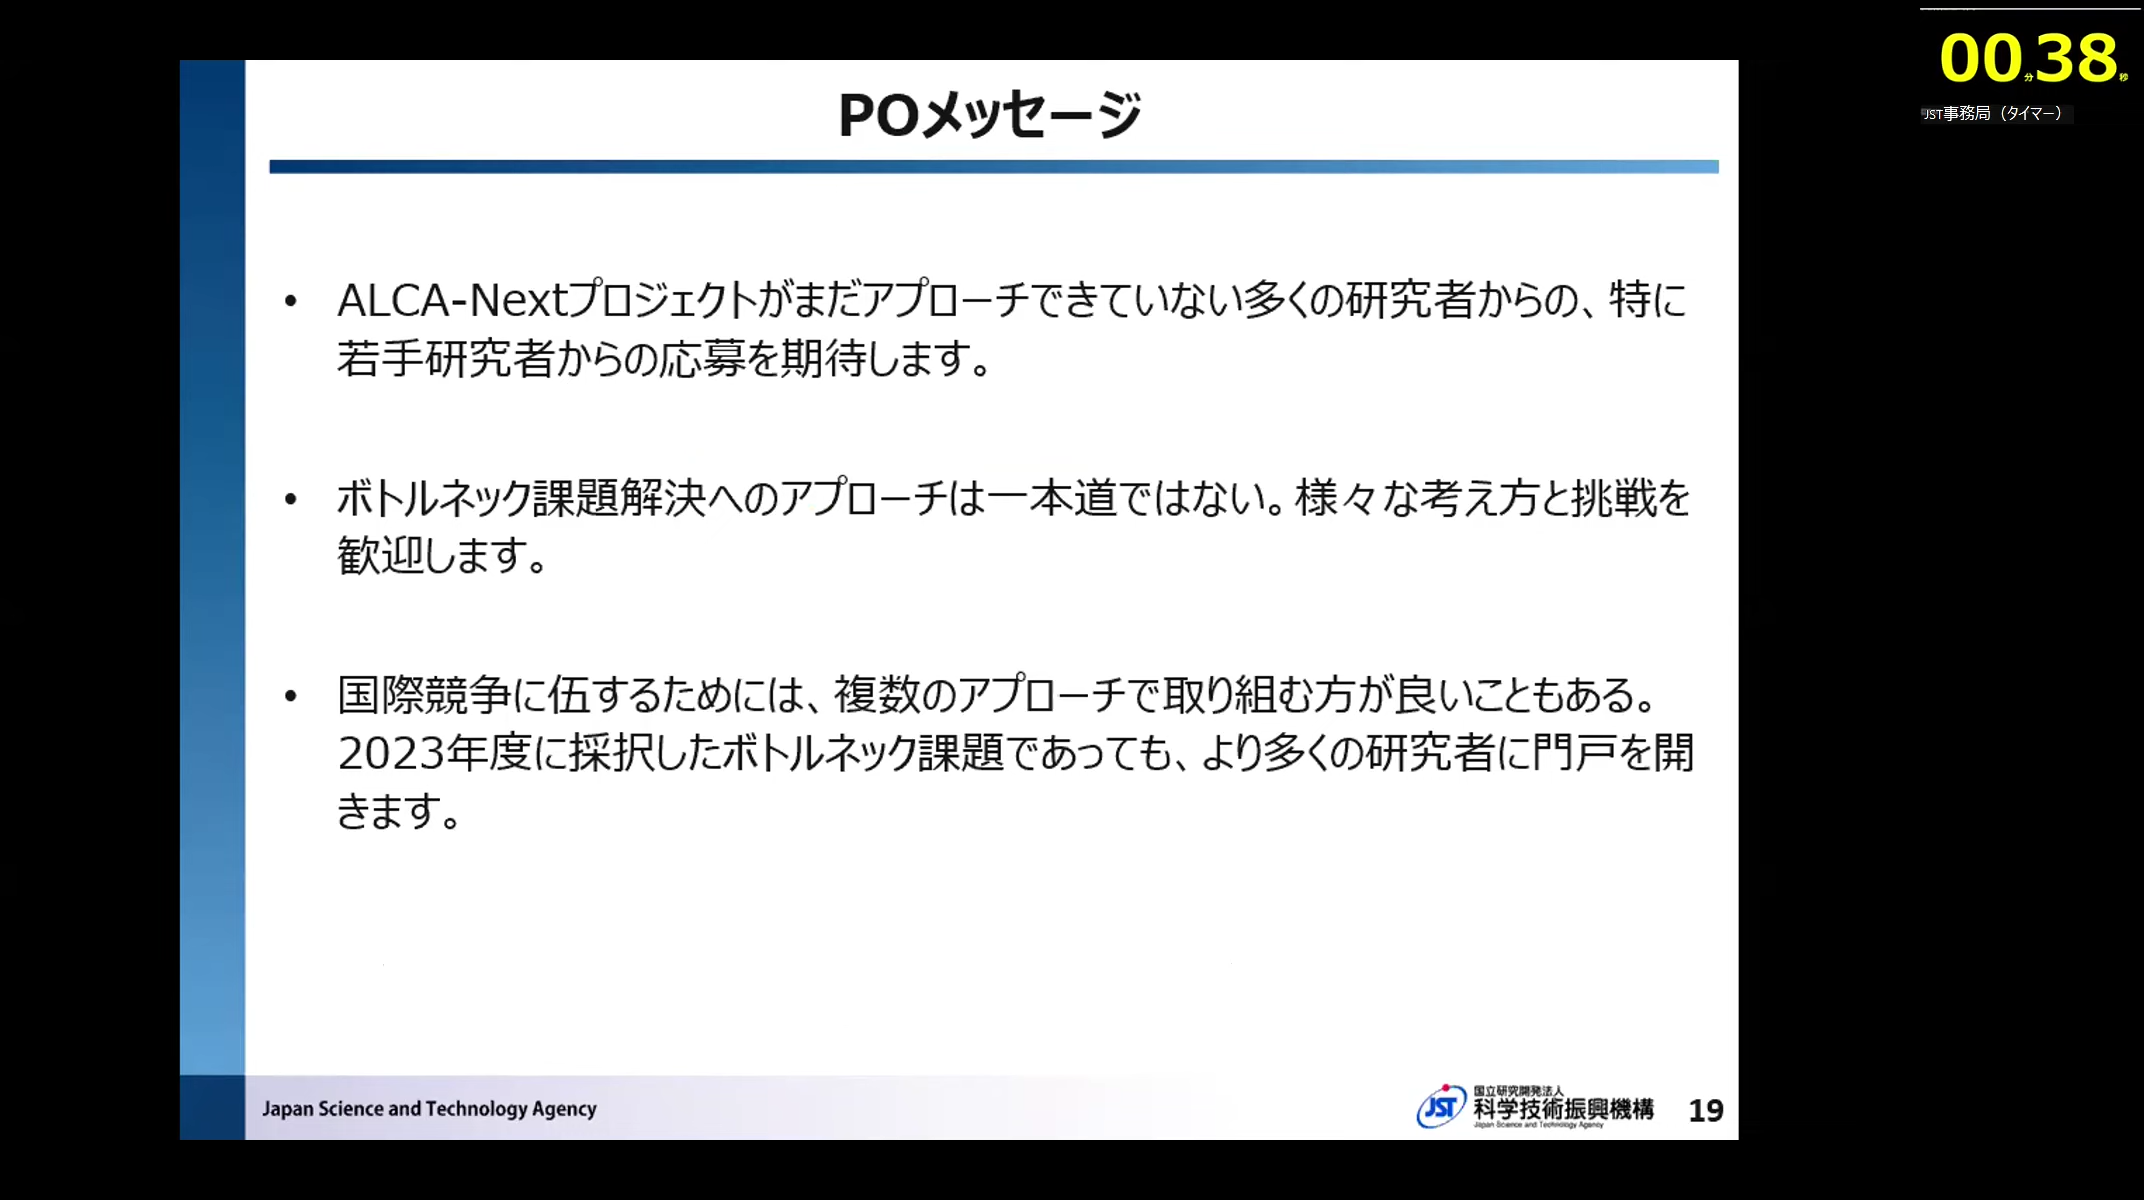 00分38秒
JST事務局（タイマー）
POメッセージ
• ALCA-Nextプロジェクトがまだアプローチできていない多くの研究者からの、特に
若手研究者からの応募を期待します。
• ボトルネック課題解決へのアプローチは一本道ではない。様々な考え方と挑戦を
歓迎します。
• 国際競争に伍するためには、複数のアプローチで取り組む方が良いこともある。
2023年度に採択したボトルネック課題であっても、より多くの研究者に門戸を開
きます。
Japan Science and Technology Agency
JST
国立研究開発法人
科学技術振興機構
Japan Science and Technology Agency
19